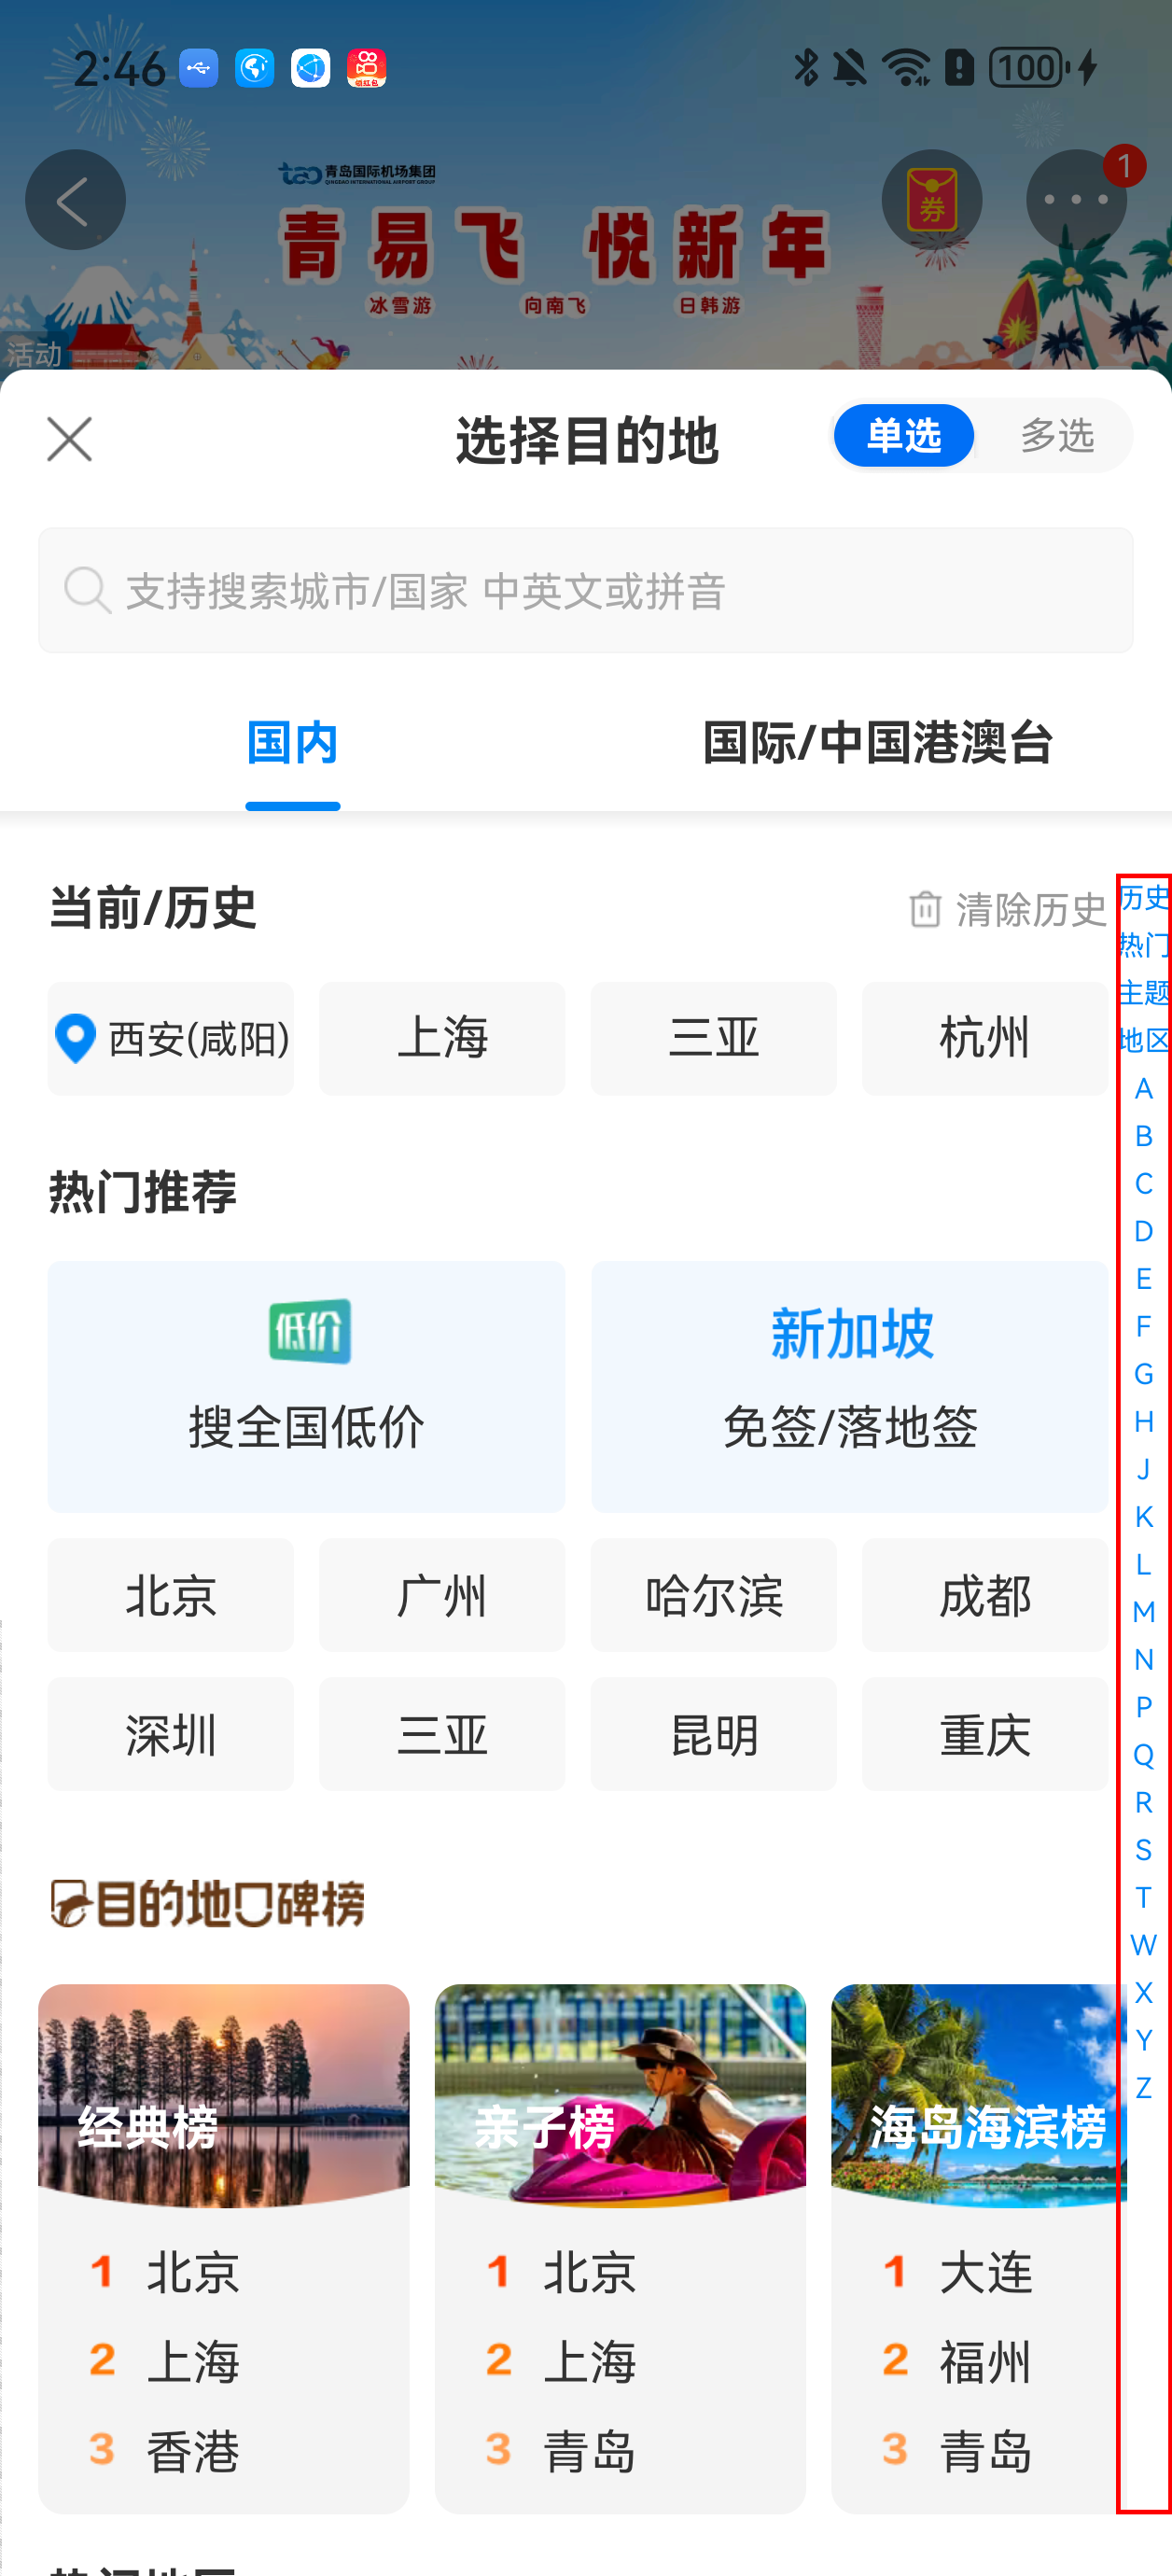 2:46
领红包
100
青岛国际机场集团
QINGDAO INTERNATIONAL AIRPORT GROUP
券
1
青易飞 悦新年
冰雪游 向南飞 日韩游
活动
选择目的地
单选 多选
支持搜索城市/国家 中英文或拼音
国内 国际/中国港澳台
当前/历史 清除历史
西安(咸阳) 上海 三亚 杭州
热门推荐
低价
搜全国低价
新加坡
免签/落地签
北京 广州 哈尔滨 成都
深圳 三亚 昆明 重庆
目的地口碑榜
经典榜
1 北京
2 上海
3 香港
亲子榜
1 北京
2 上海
3 青岛
海岛海滨榜
1 大连
2 福州
3 青岛
历史
热门
主题
地区
A
B
C
D
E
F
G
H
J
K
L
M
N
P
Q
R
S
T
W
X
Y
Z